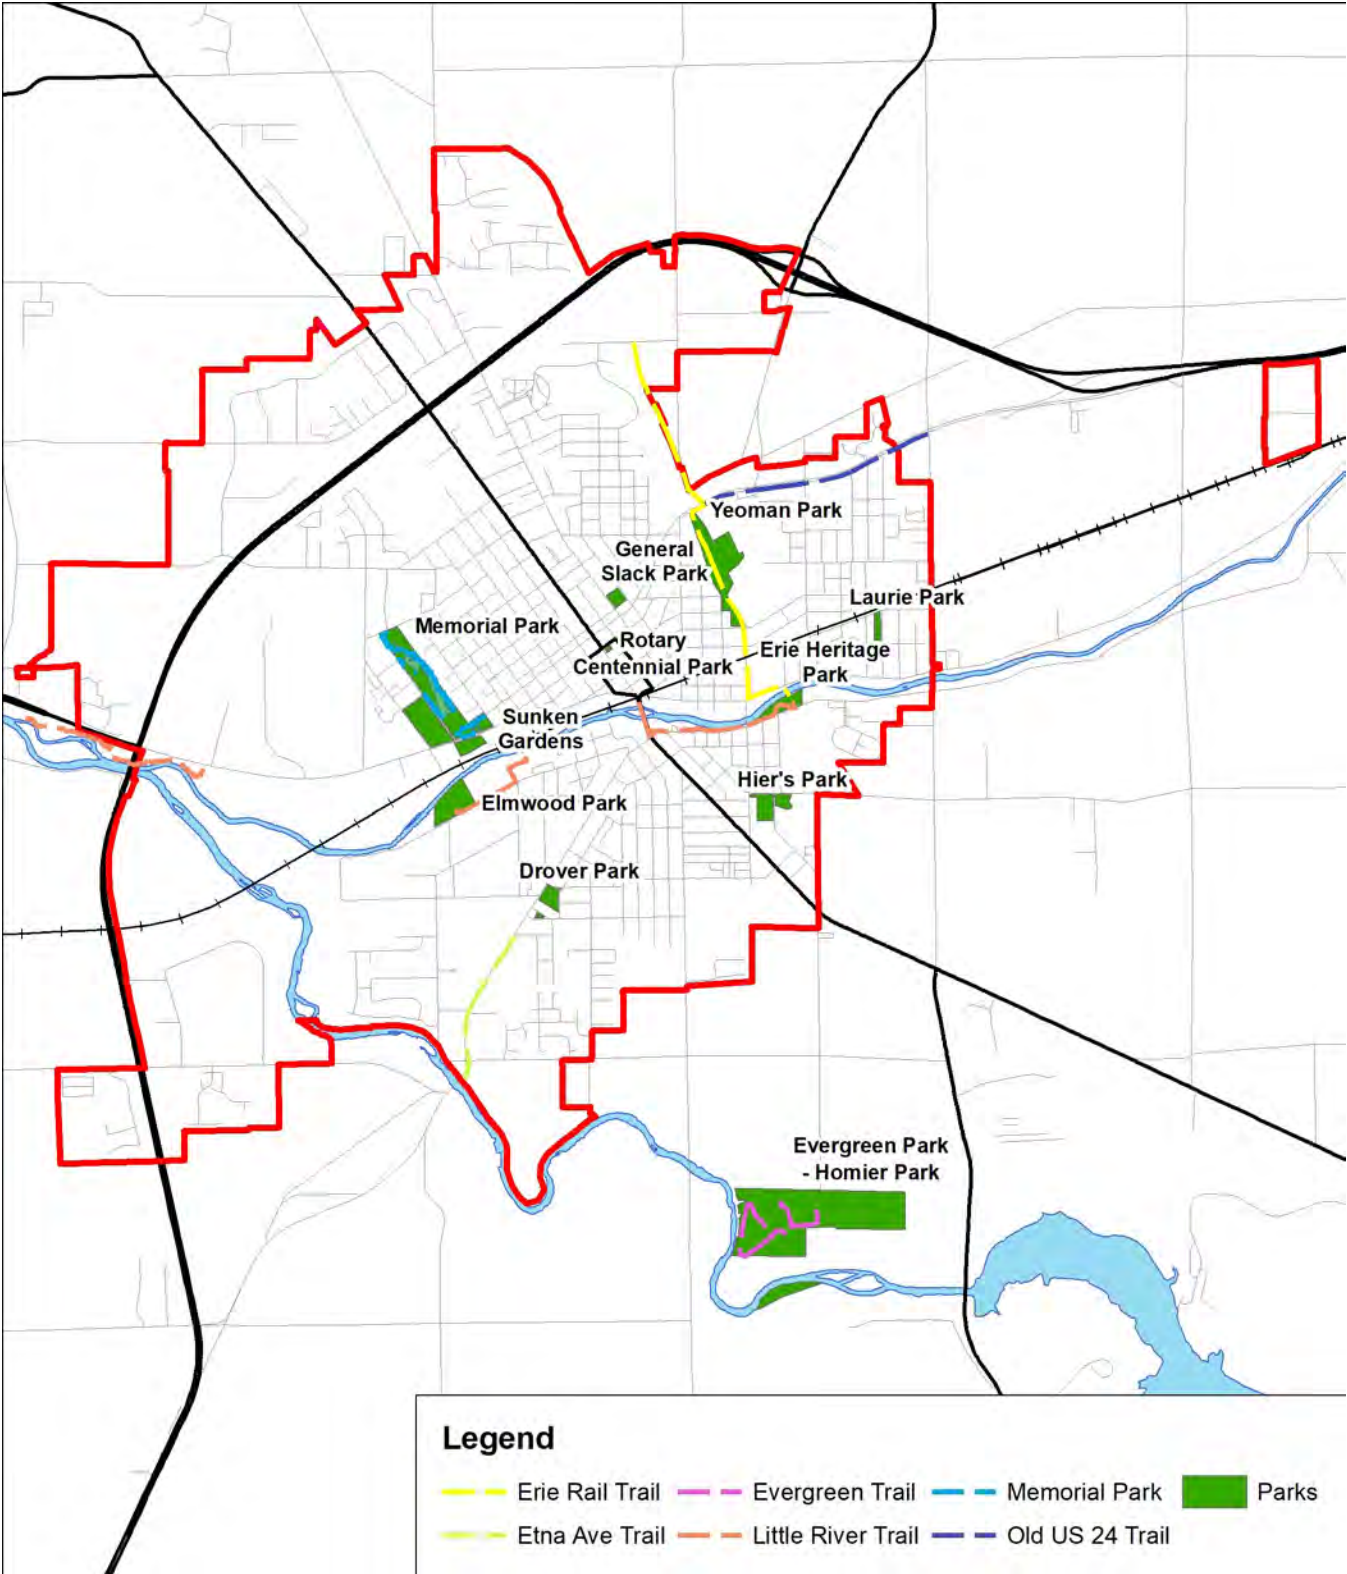 Yeoman Park
General
Slack Park
Laurie Park
Memorial Park
Rotary
Centennial Park
Erie Heritage
Park
Sunken
Gardens
Hier's Park
Elmwood Park
Drover Park
Evergreen Park
- Homier Park
Legend
Erie Rail Trail
Evergreen Trail
Memorial Park
Parks
Etna Ave Trail
Little River Trail
Old US 24 Trail